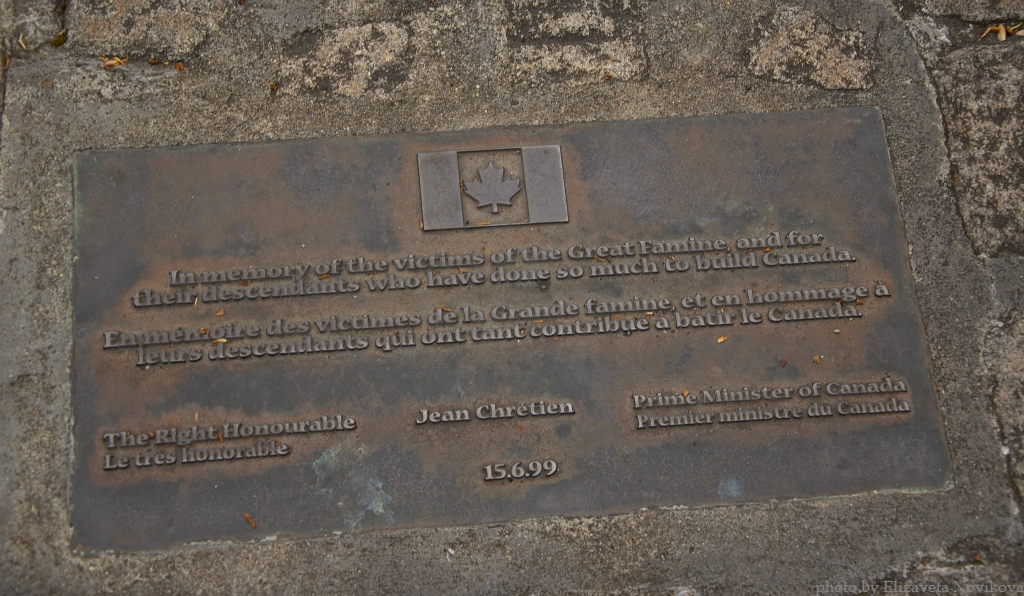 In memory of the victims of the Great Famine, and for
their descendants who have done so much to build Canada.
En mémoire des victimes de la Grande famine, et en hommage à
leurs descendants qui ont tant contribué à bâtir le Canada.
The Right Honourable
Le très honorable
Jean Chrétien
Prime Minister of Canada
Premier ministre du Canada
15.6.99
photo by Elizaveta Novikova